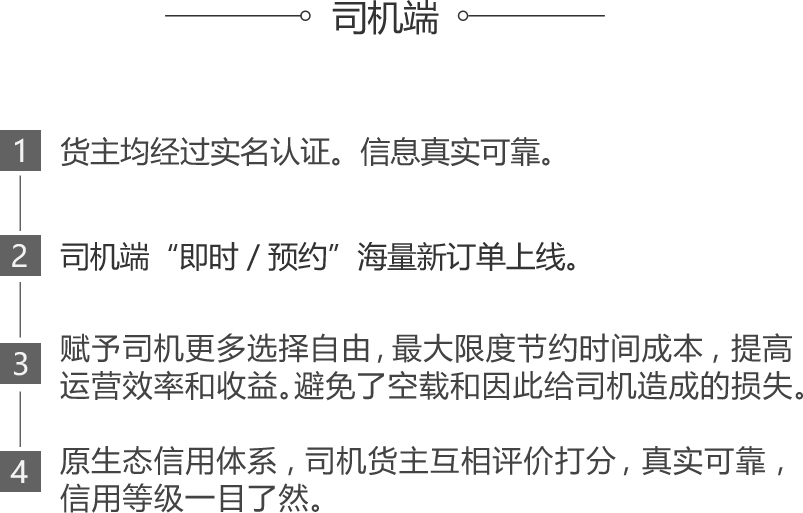 司机端
1 货主均经过实名认证。信息真实可靠。
2 司机端“即时 / 预约”海量新订单上线。
3 赋予司机更多选择自由,最大限度节约时间成本,提高
运营效率和收益。避免了空载和因此给司机造成的损失。
4 原生态信用体系,司机货主互相评价打分,真实可靠,
信用等级一目了然。